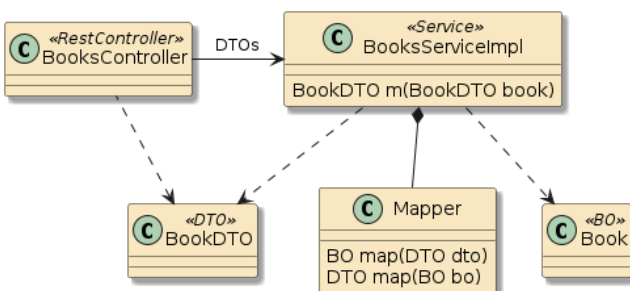 C «RestController»
BooksController
DTOs
C «Service»
BooksServiceImpl
BookDTO m(BookDTO book)
C «DTO»
BookDTO
C Mapper
BO map(DTO dto)
DTO map(BO bo)
C «BO»
Book